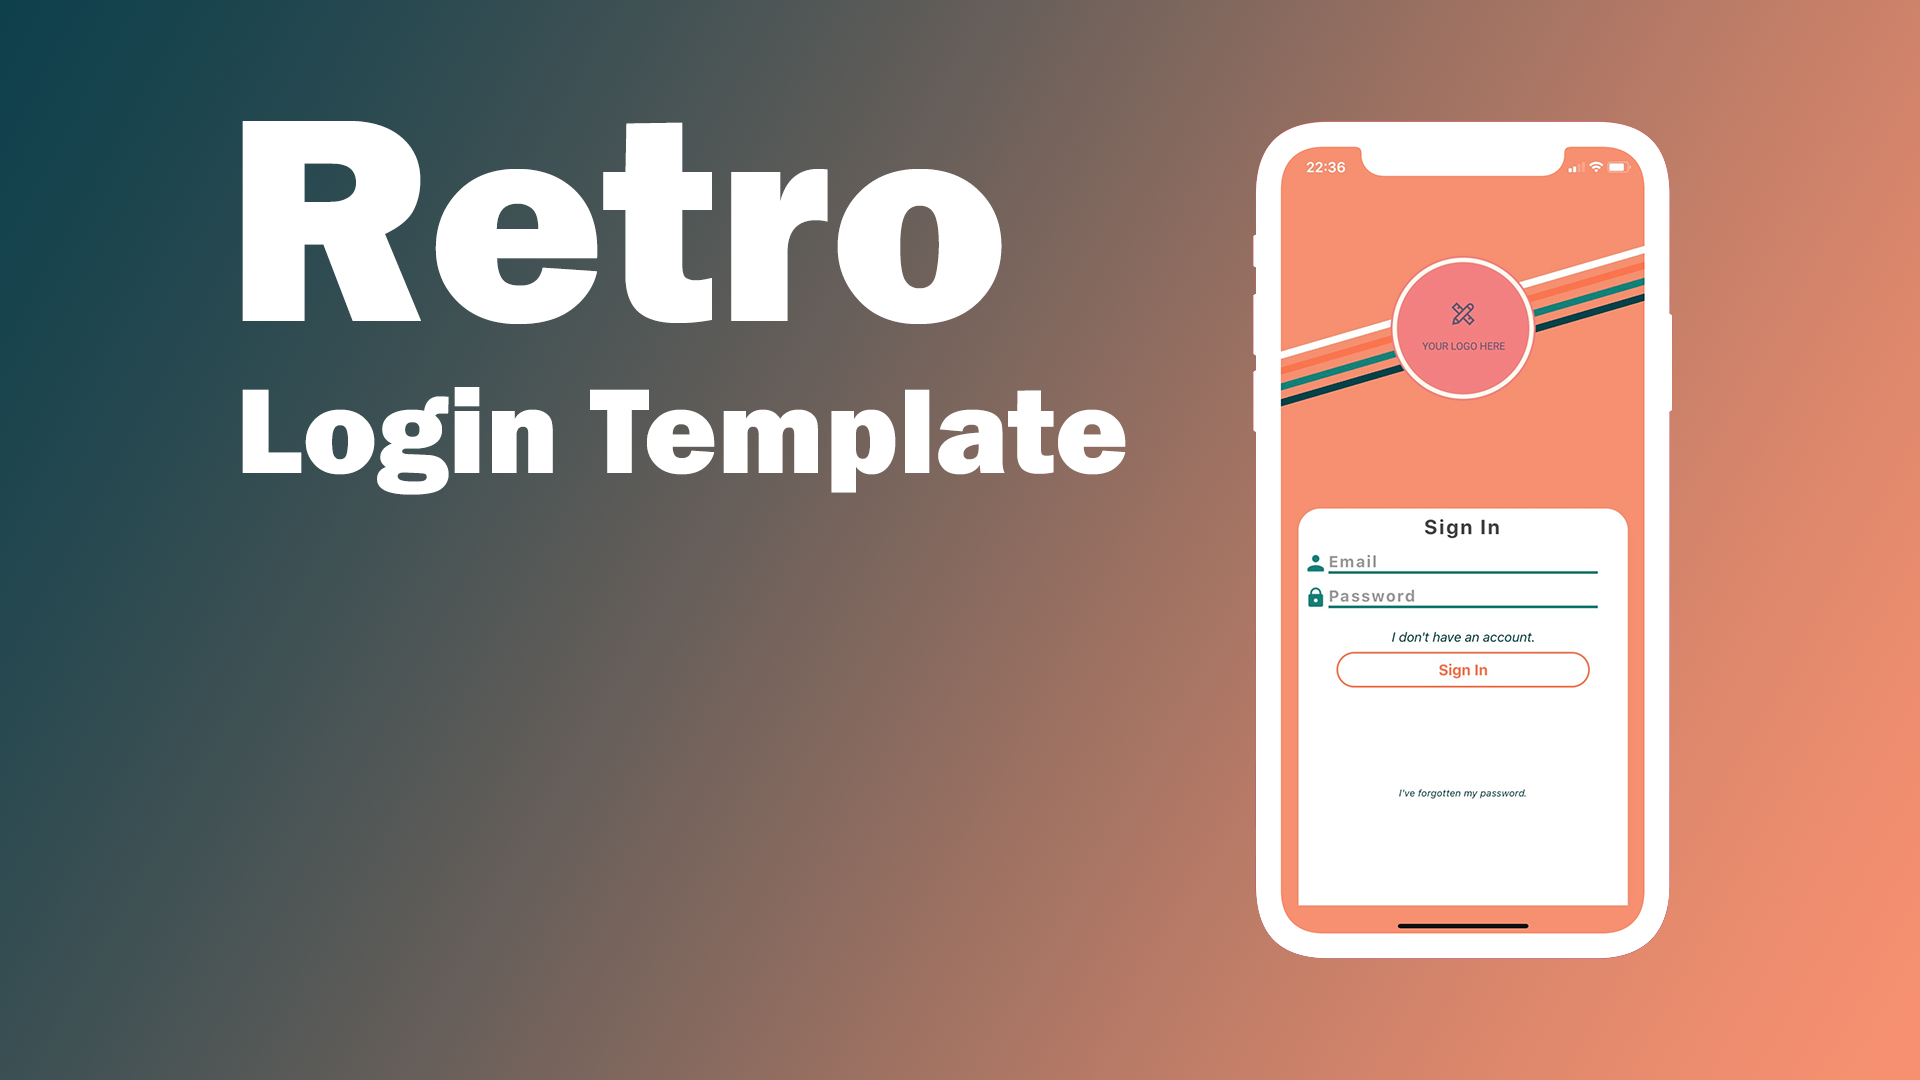 Retro
Login Template
22:36
YOUR LOGO HERE
Sign In
Email
Password
I don't have an account.
Sign In
I've forgotten my password.